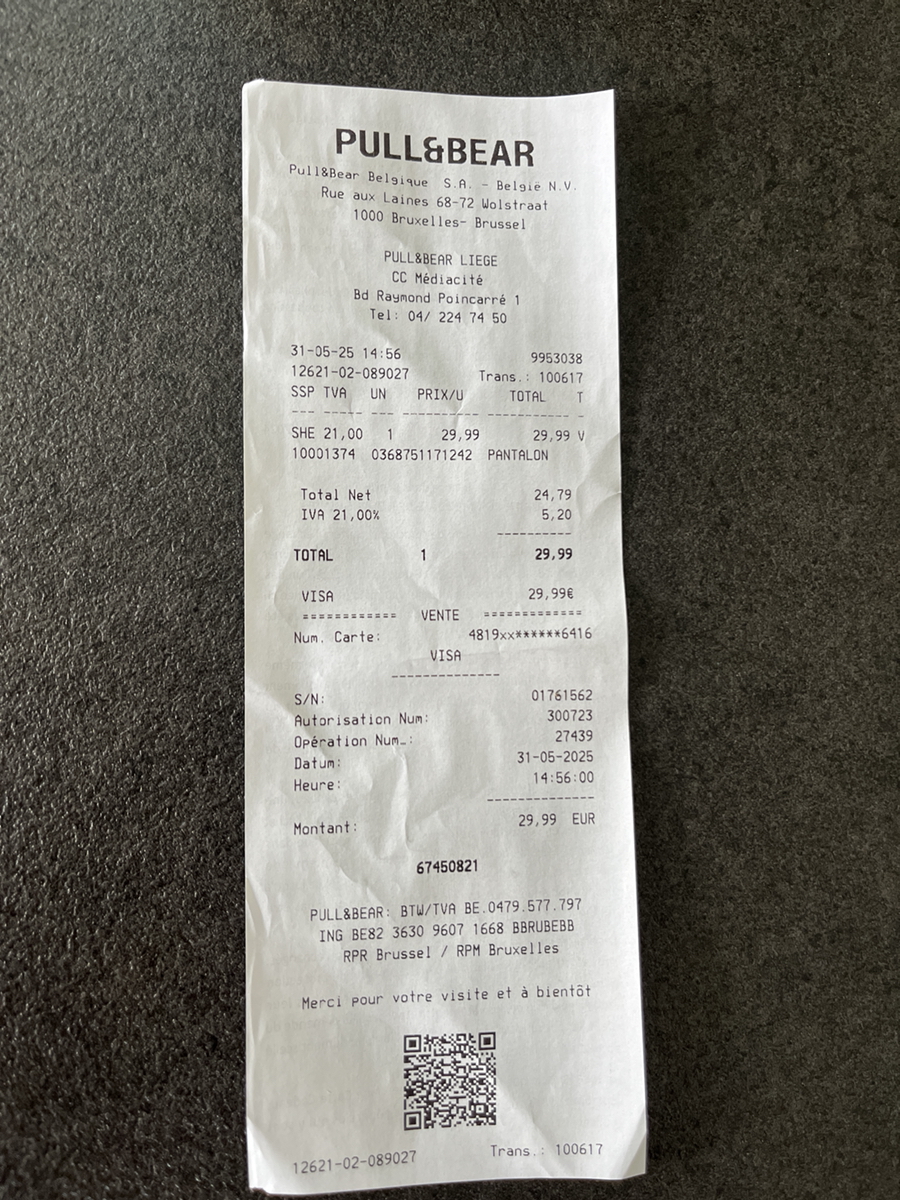 PULL&BEAR
Pull&Bear Belgique S.A. - België N.V.
Rue aux Laines 68-72 Wolstraat
1000 Bruxelles- Brussel
PULL&BEAR LIEGE
CC Médiacité
Bd Raymond Poincarré 1
Tel: 04/ 224 74 50
31-05-25 14:56 9953038
12621-02-089027 Trans.: 100617
SSP TVA UN PRIX/U TOTAL T
--- ----- --- ---------- ----------- -
SHE 21,00 1 29,99 29,99 V
10001374 0368751171242 PANTALON
Total Net 24,79
IVA 21,00% 5,20
----------
TOTAL 1 29,99
VISA 29,99€
============ VENTE ============
Num. Carte: 4819xx******6416
VISA
--------------
S/N: 01761562
Autorisation Num: 300723
Opération Num_: 27439
Datum: 31-05-2025
Heure: 14:56:00
--------------
Montant: 29,99 EUR
67450821
PULL&BEAR: BTW/TVA BE.0479.577.797
ING BE82 3630 9607 1668 BBRUBEBB
RPR Brussel / RPM Bruxelles
Merci pour votre visite et à bientôt
12621-02-089027 Trans.: 100617